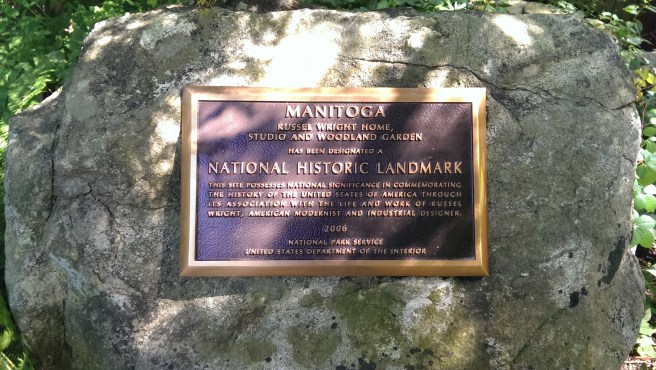 MANITOGA
RUSSEL WRIGHT HOME,
STUDIO AND WOODLAND GARDEN
HAS BEEN DESIGNATED A
NATIONAL HISTORIC LANDMARK
THIS SITE POSSESSES NATIONAL SIGNIFICANCE IN COMMEMORATING
THE HISTORY OF THE UNITED STATES OF AMERICA THROUGH
ITS ASSOCIATION WITH THE LIFE AND WORK OF RUSSEL
WRIGHT, AMERICAN MODERNIST AND INDUSTRIAL DESIGNER.
2006
NATIONAL PARK SERVICE
UNITED STATES DEPARTMENT OF THE INTERIOR